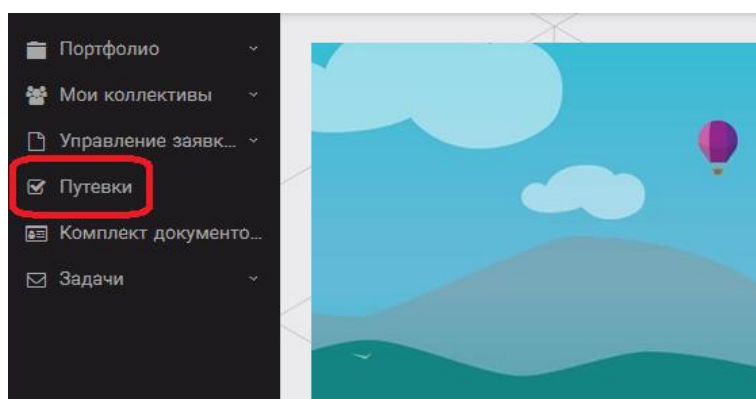 Портфолио
Мои коллективы
Управление заявк...
Путевки
Комплект документо...
Задачи